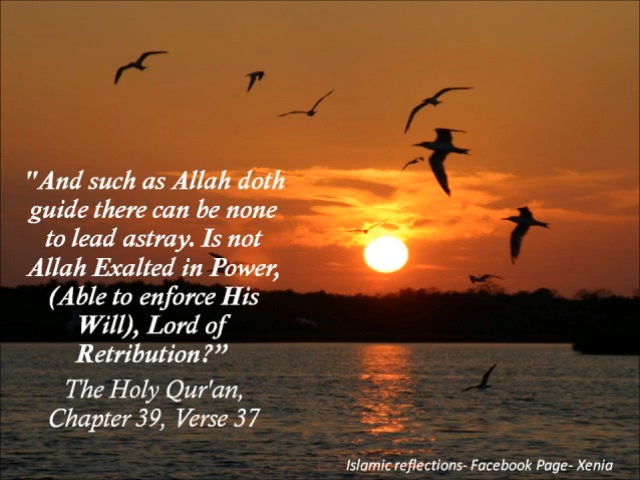 "And such as Allah doth
guide there can be none
to lead astray. Is not
Allah Exalted in Power,
(Able to enforce His
Will), Lord of
Retribution?”
The Holy Qur'an,
Chapter 39, Verse 37
Islamic reflections- Facebook Page- Xenia